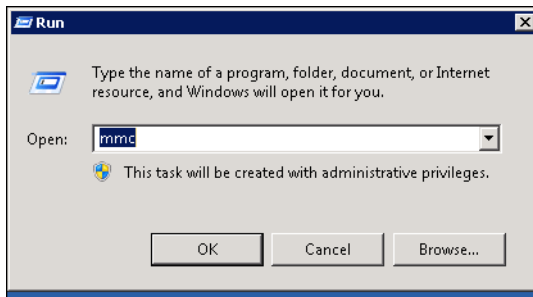 Run
Type the name of a program, folder, document, or Internet
resource, and Windows will open it for you.
Open: mmc
This task will be created with administrative privileges.
OK Cancel Browse...